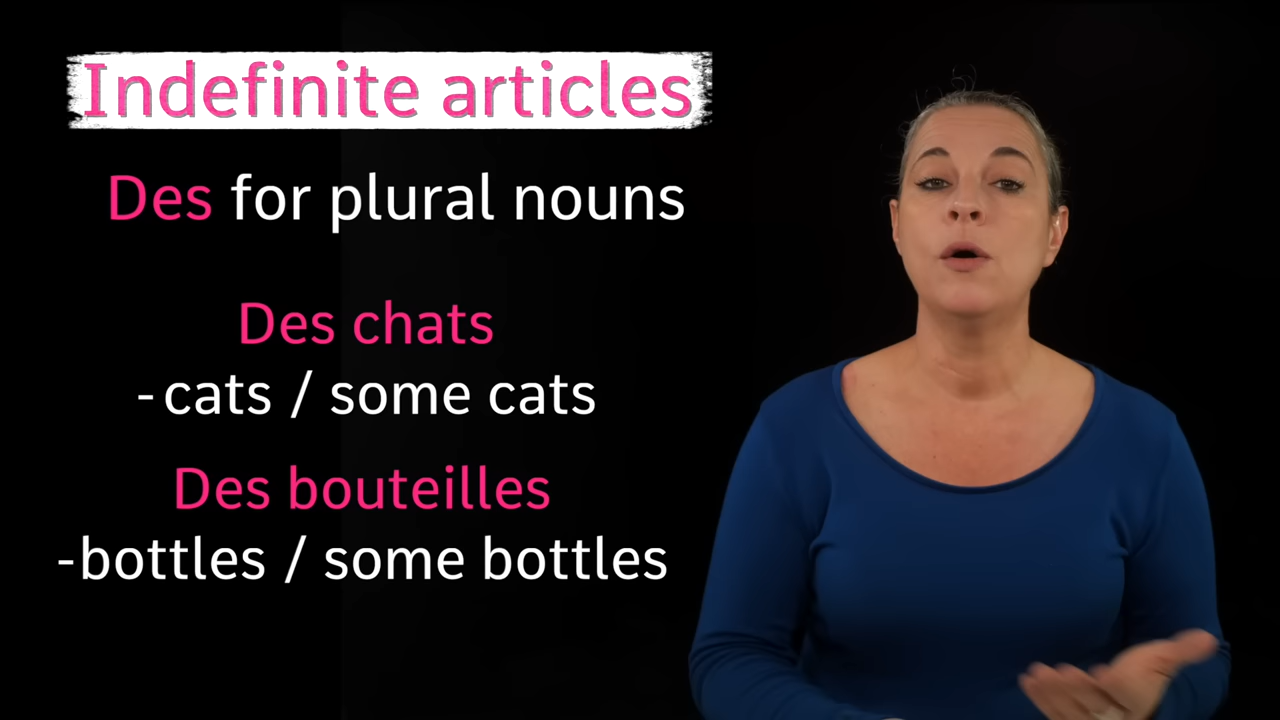 Indefinite articles
Des for plural nouns
Des chats
-cats / some cats
Des bouteilles
-bottles / some bottles